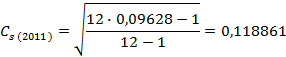 C_s (2011) = √((12 · 0,09628 − 1) / (12 − 1)) = 0,118861